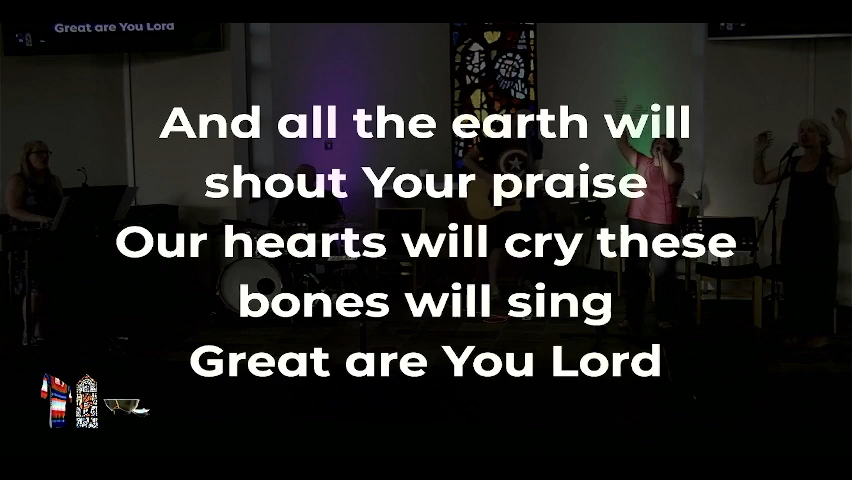 Great are You Lord
And all the earth will
shout Your praise
Our hearts will cry these
bones will sing
Great are You Lord